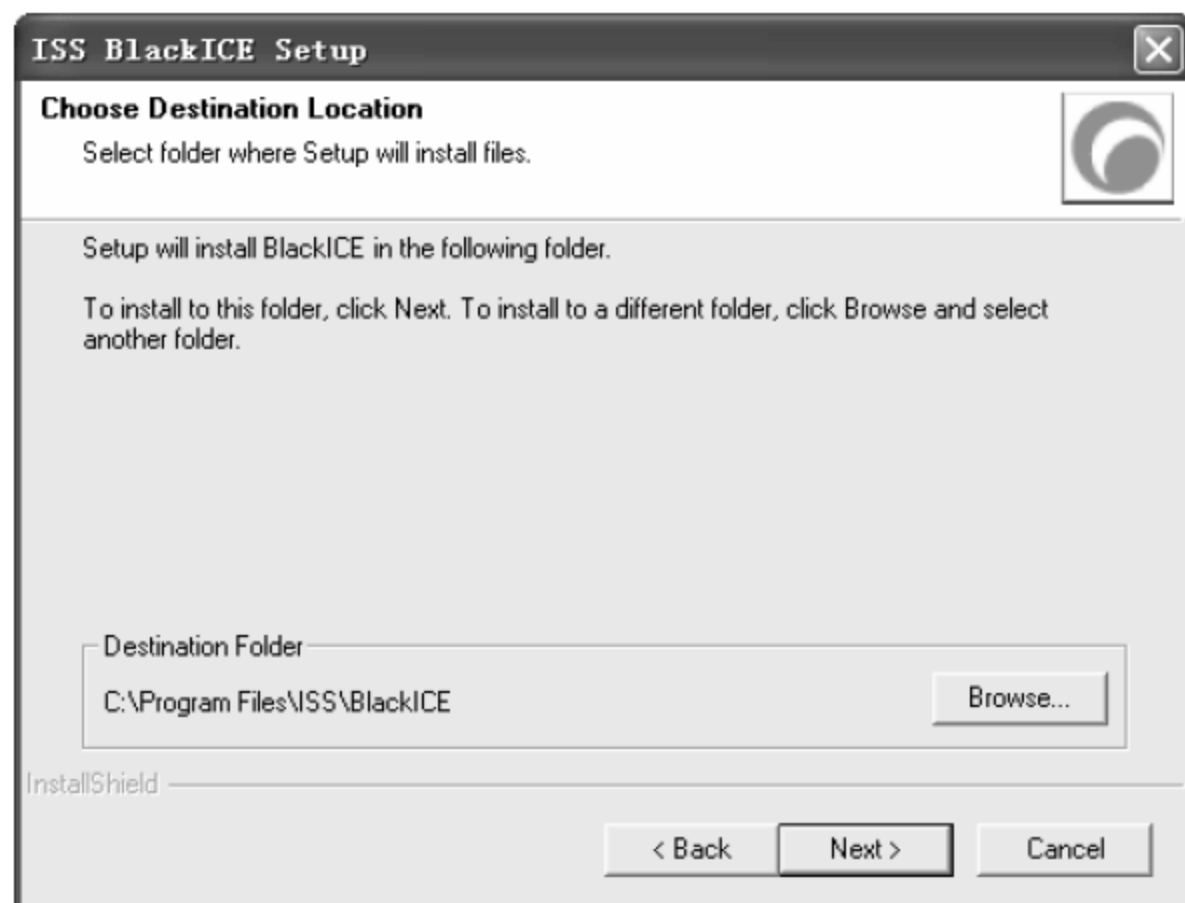 ISS BlackICE Setup
Choose Destination Location
Select folder where Setup will install files.
Setup will install BlackICE in the following folder.
To install to this folder, click Next. To install to a different folder, click Browse and select
another folder.
Destination Folder
C:\Program Files\ISS\BlackICE
Browse...
InstallShield
< Back
Next >
Cancel